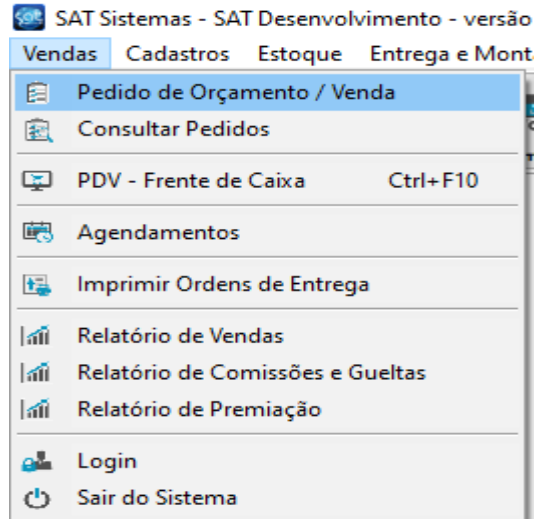 SAT Sistemas - SAT Desenvolvimento - versão
Vendas Cadastros Estoque Entrega e Mont
Pedido de Orçamento / Venda
Consultar Pedidos
PDV - Frente de Caixa Ctrl+F10
Agendamentos
Imprimir Ordens de Entrega
Relatório de Vendas
Relatório de Comissões e Gueltas
Relatório de Premiação
Login
Sair do Sistema